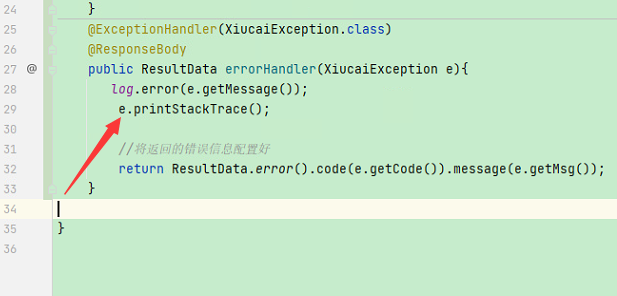 24 }
25 @ExceptionHandler(XiucaiException.class)
26 @ResponseBody
27 @ public ResultData errorHandler(XiucaiException e){
28 log.error(e.getMessage());
29 e.printStackTrace();
30
31 //将返回的错误信息配置好
32 return ResultData.error().code(e.getCode()).message(e.getMsg());
33 }
34
35 }
36